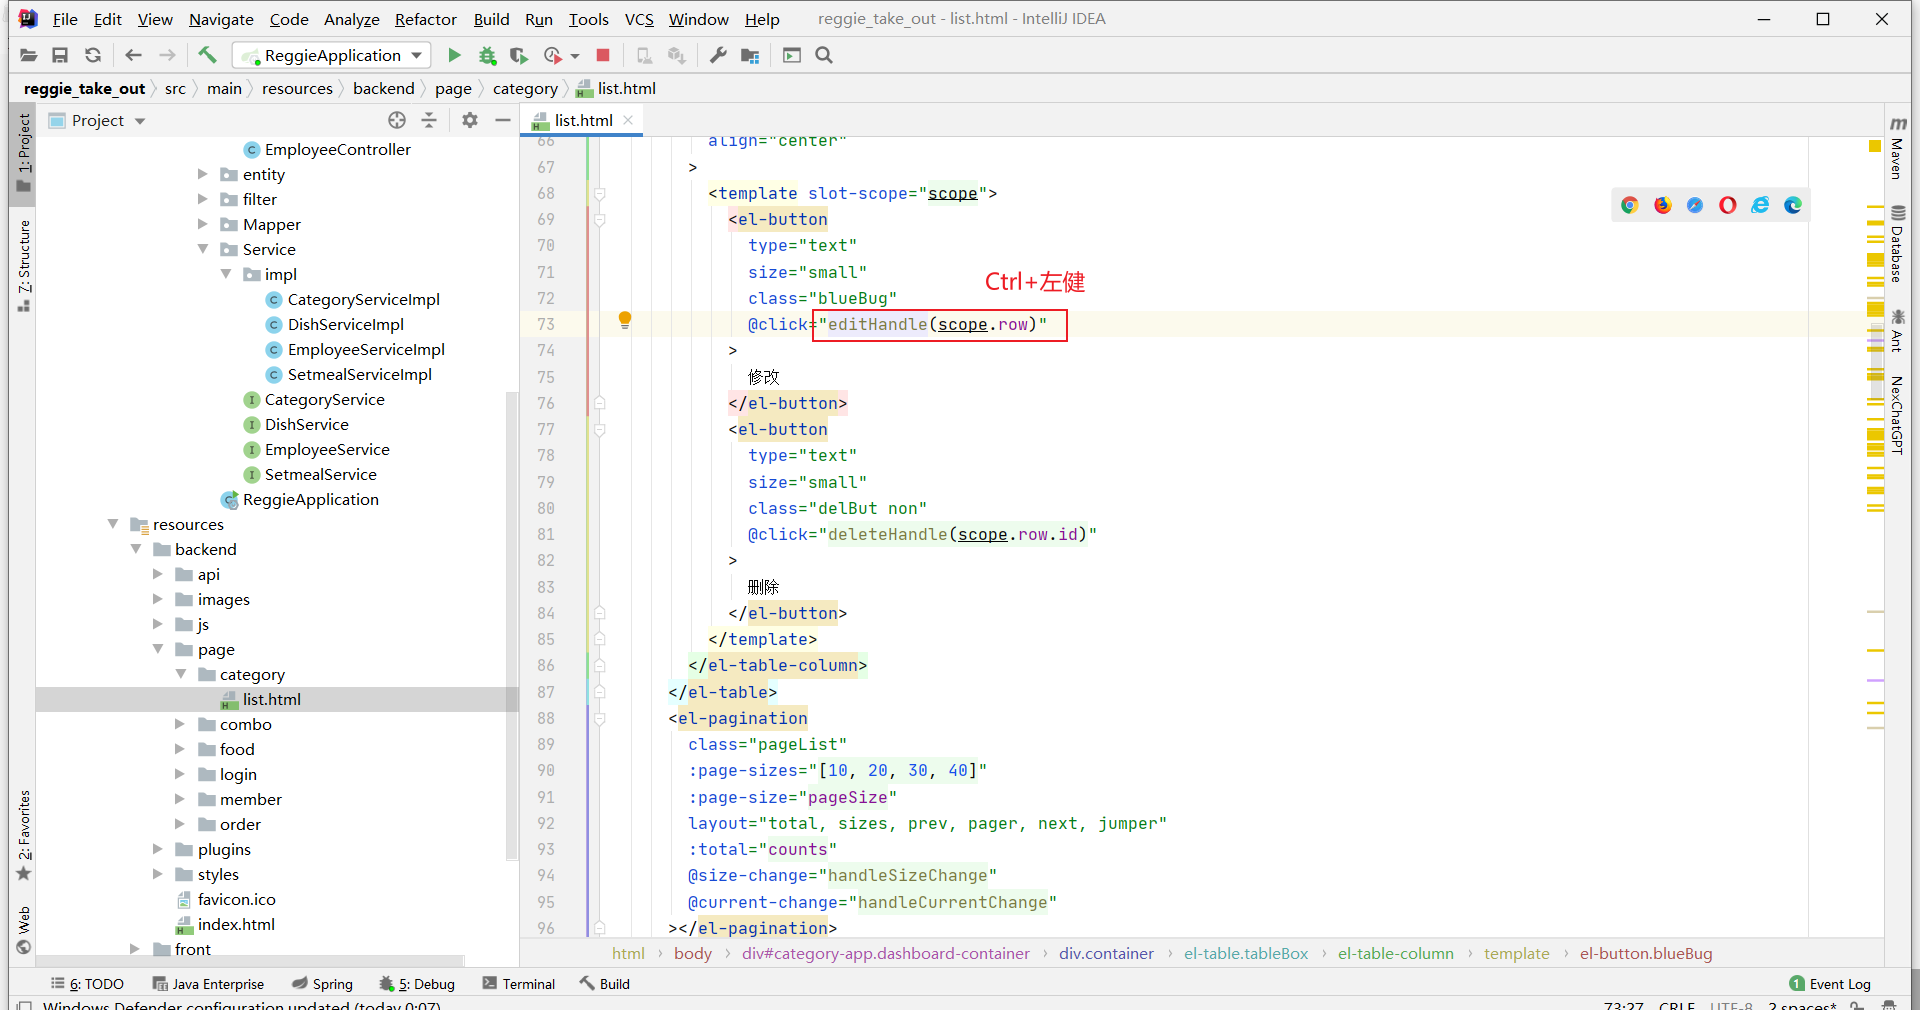 File Edit View Navigate Code Analyze Refactor Build Run Tools VCS Window Help reggie_take_out - list.html - IntelliJ IDEA
ReggieApplication
reggie_take_out src main resources backend page category list.html
Project
list.html
1: Project
7: Structure
2: Favorites
Web
EmployeeController
entity
filter
Mapper
Service
impl
CategoryServiceImpl
DishServiceImpl
EmployeeServiceImpl
SetmealServiceImpl
CategoryService
DishService
EmployeeService
SetmealService
ReggieApplication
resources
backend
api
images
js
page
category
list.html
combo
food
login
member
order
plugins
styles
favicon.ico
index.html
front
66 align="center"
67 >
68 <template slot-scope="scope">
69 <el-button
70 type="text"
71 size="small"
72 class="blueBug"
73 @click="editHandle(scope.row)"
74 >
75 修改
76 </el-button>
77 <el-button
78 type="text"
79 size="small"
80 class="delBut non"
81 @click="deleteHandle(scope.row.id)"
82 >
83 删除
84 </el-button>
85 </template>
86 </el-table-column>
87 </el-table>
88 <el-pagination
89 class="pageList"
90 :page-sizes="[10, 20, 30, 40]"
91 :page-size="pageSize"
92 layout="total, sizes, prev, pager, next, jumper"
93 :total="counts"
94 @size-change="handleSizeChange"
95 @current-change="handleCurrentChange"
96 ></el-pagination>
Ctrl+左健
Maven
Database
Ant
NexChatGPT
html body div#category-app.dashboard-container div.container el-table.tableBox el-table-column template el-button.blueBug
6: TODO Java Enterprise Spring 5: Debug Terminal Build 1 Event Log
Windows Defender configuration updated (today 0:07) 73:27 CRLF UTF-8 2 spaces*